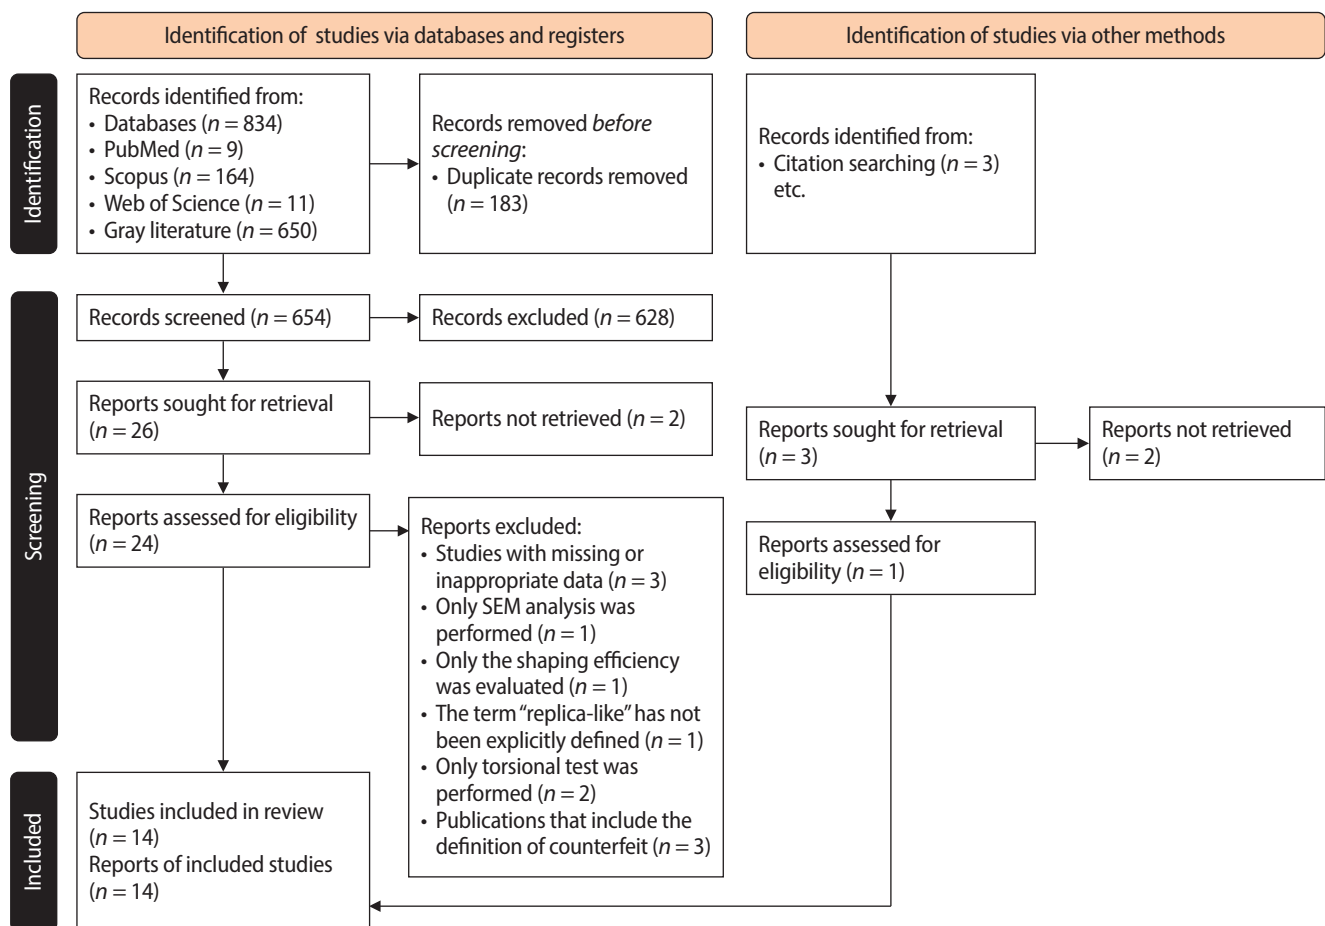 Identification of studies via databases and registers
Identification of studies via other methods
Identification
Records identified from:
• Databases (n = 834)
• PubMed (n = 9)
• Scopus (n = 164)
• Web of Science (n = 11)
• Gray literature (n = 650)
Records removed before
screening:
• Duplicate records removed
(n = 183)
Records identified from:
• Citation searching (n = 3)
etc.
Screening
Records screened (n = 654)
Records excluded (n = 628)
Reports sought for retrieval
(n = 26)
Reports not retrieved (n = 2)
Reports sought for retrieval
(n = 3)
Reports not retrieved
(n = 2)
Reports assessed for eligibility
(n = 24)
Reports excluded:
• Studies with missing or
inappropriate data (n = 3)
• Only SEM analysis was
performed (n = 1)
• Only the shaping efficiency
was evaluated (n = 1)
• The term “replica-like” has not
been explicitly defined (n = 1)
• Only torsional test was
performed (n = 2)
• Publications that include the
definition of counterfeit (n = 3)
Reports assessed for
eligibility (n = 1)
Included
Studies included in review
(n = 14)
Reports of included studies
(n = 14)